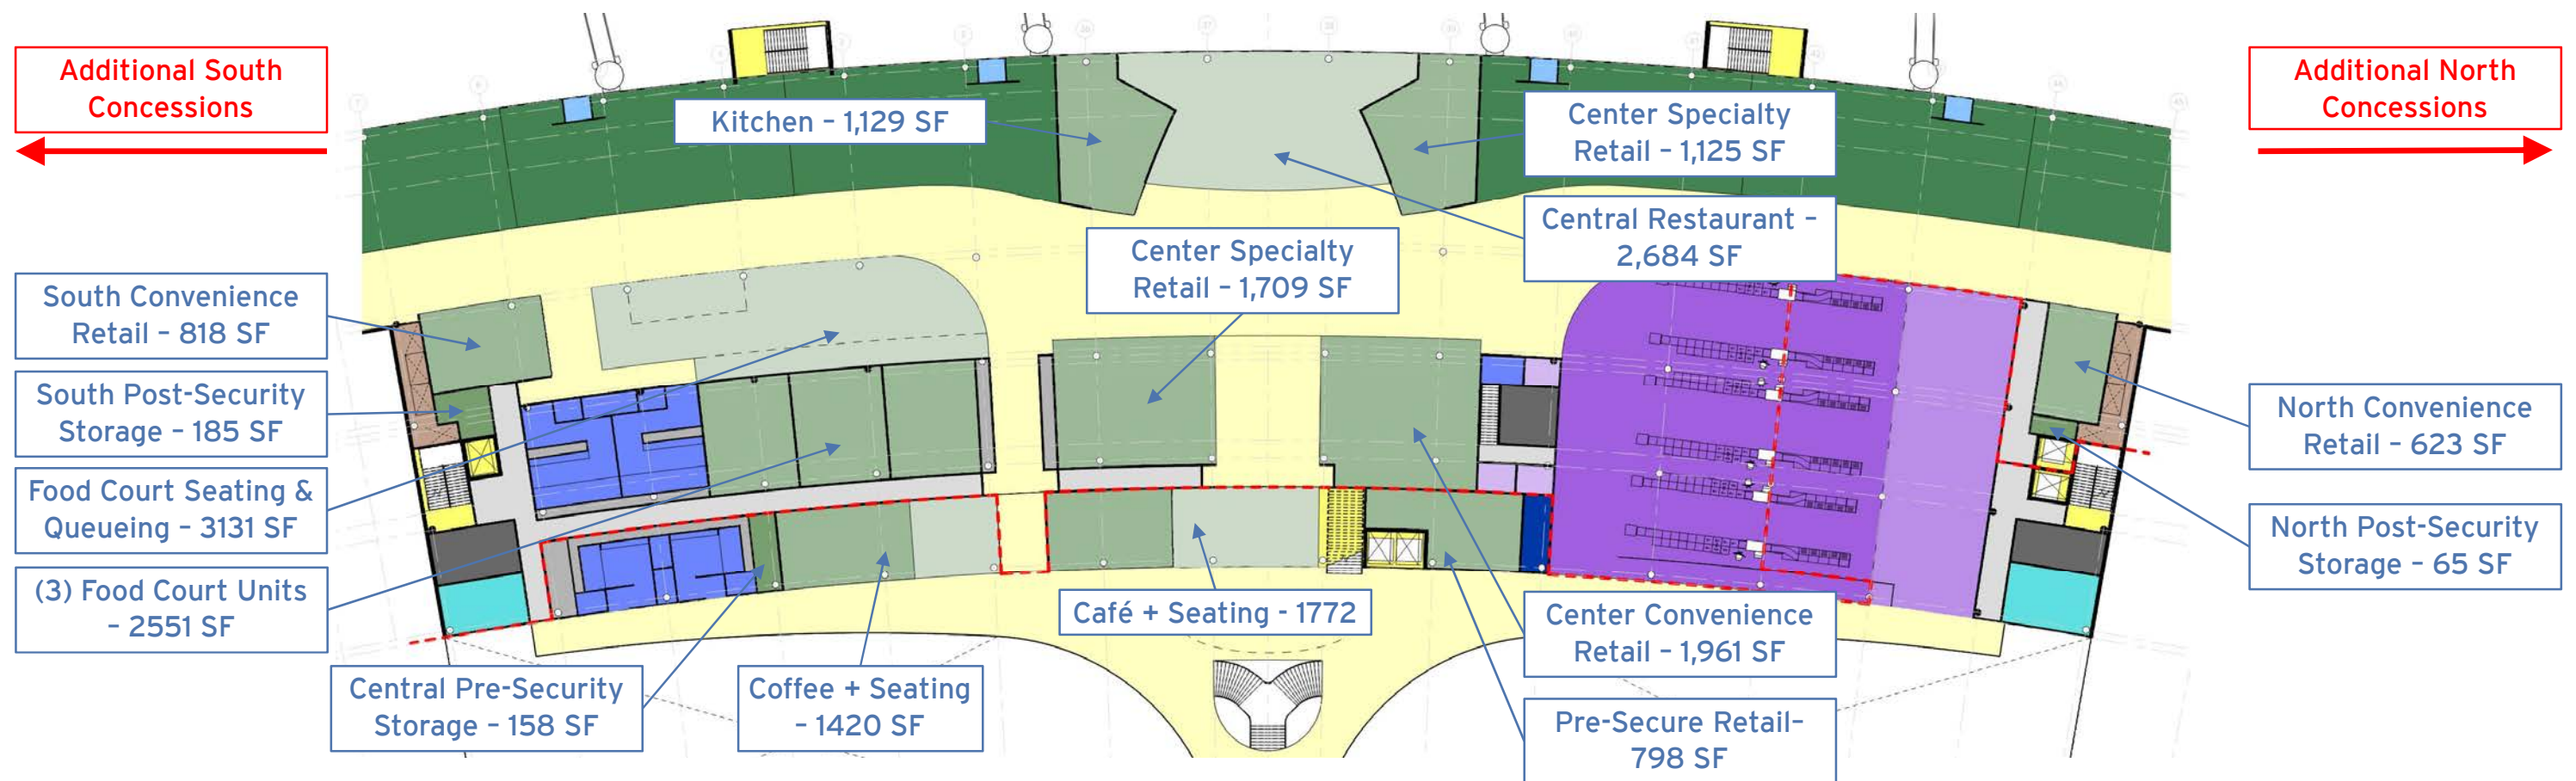 Additional South
Concessions
Additional North
Concessions
Kitchen – 1,129 SF
Center Specialty
Retail – 1,125 SF
Central Restaurant –
2,684 SF
Center Specialty
Retail – 1,709 SF
South Convenience
Retail – 818 SF
South Post-Security
Storage – 185 SF
Food Court Seating &
Queueing – 3131 SF
(3) Food Court Units
– 2551 SF
North Convenience
Retail – 623 SF
North Post-Security
Storage – 65 SF
Café + Seating - 1772
Center Convenience
Retail – 1,961 SF
Central Pre-Security
Storage – 158 SF
Coffee + Seating
– 1420 SF
Pre-Secure Retail–
798 SF